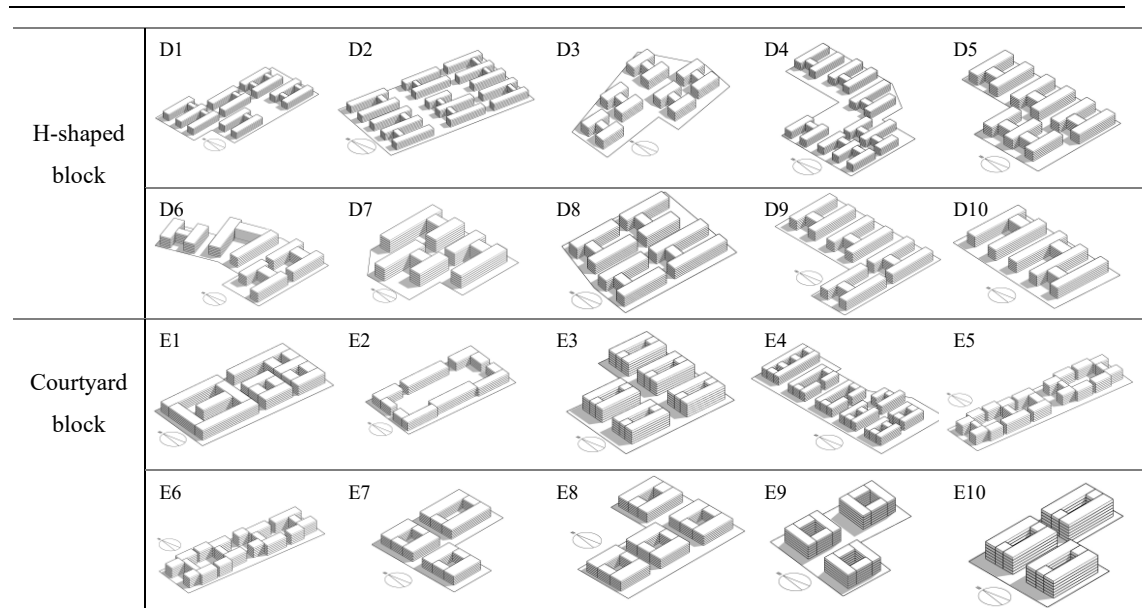 D1 D2 D3 D4 D5
H-shaped
block
D6 D7 D8 D9 D10
E1 E2 E3 E4 E5
Courtyard
block
E6 E7 E8 E9 E10